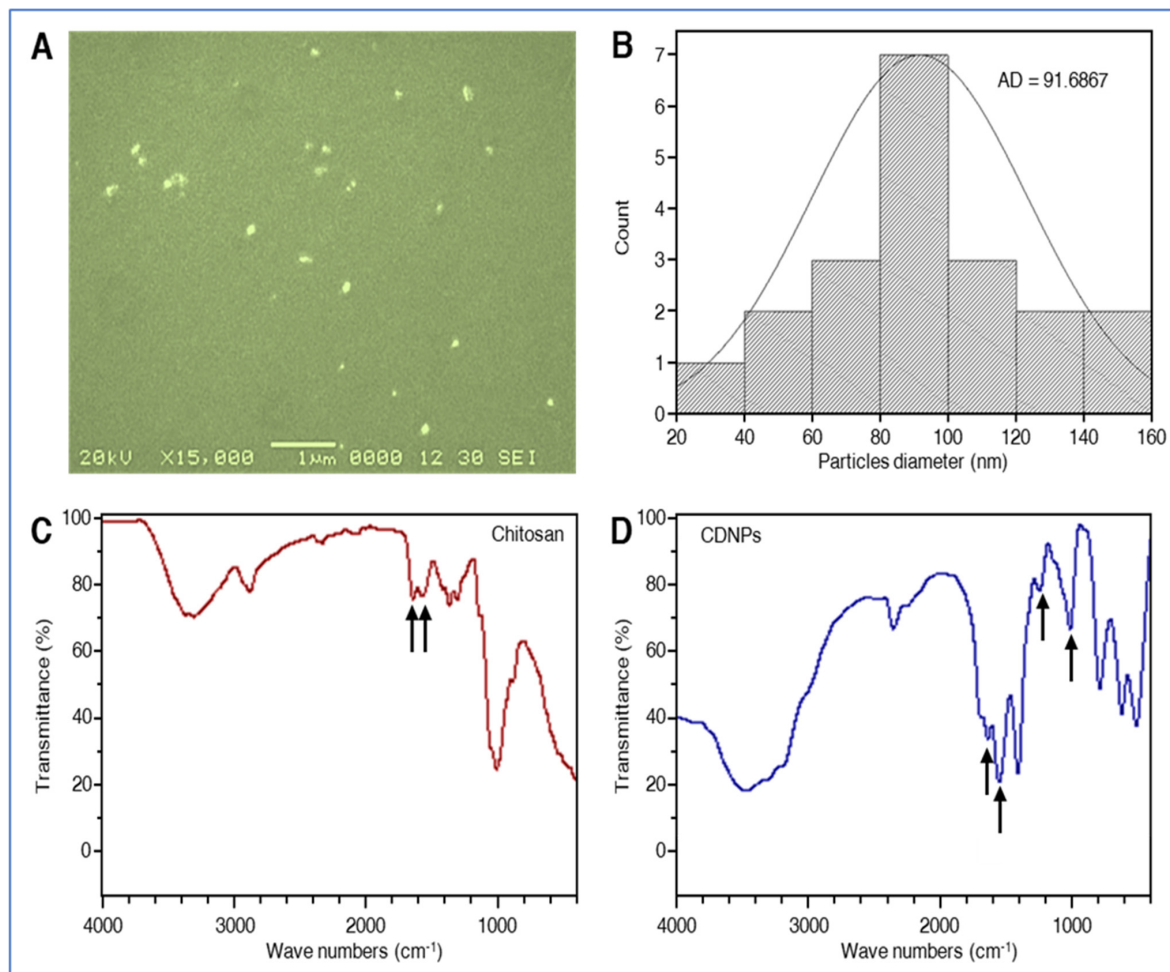 A
20kV X15,000 1µm 0000 12 30 SEI
B
AD = 91.6867
Count
7
6
5
4
3
2
1
0
20 40 60 80 100 120 140 160
Particles diameter (nm)
C
Chitosan
Transmittance (%)
100
80
60
40
20
0
4000 3000 2000 1000
Wave numbers (cm⁻¹)
D
CDNPs
Transmittance (%)
100
80
60
40
20
0
4000 3000 2000 1000
Wave numbers (cm⁻¹)